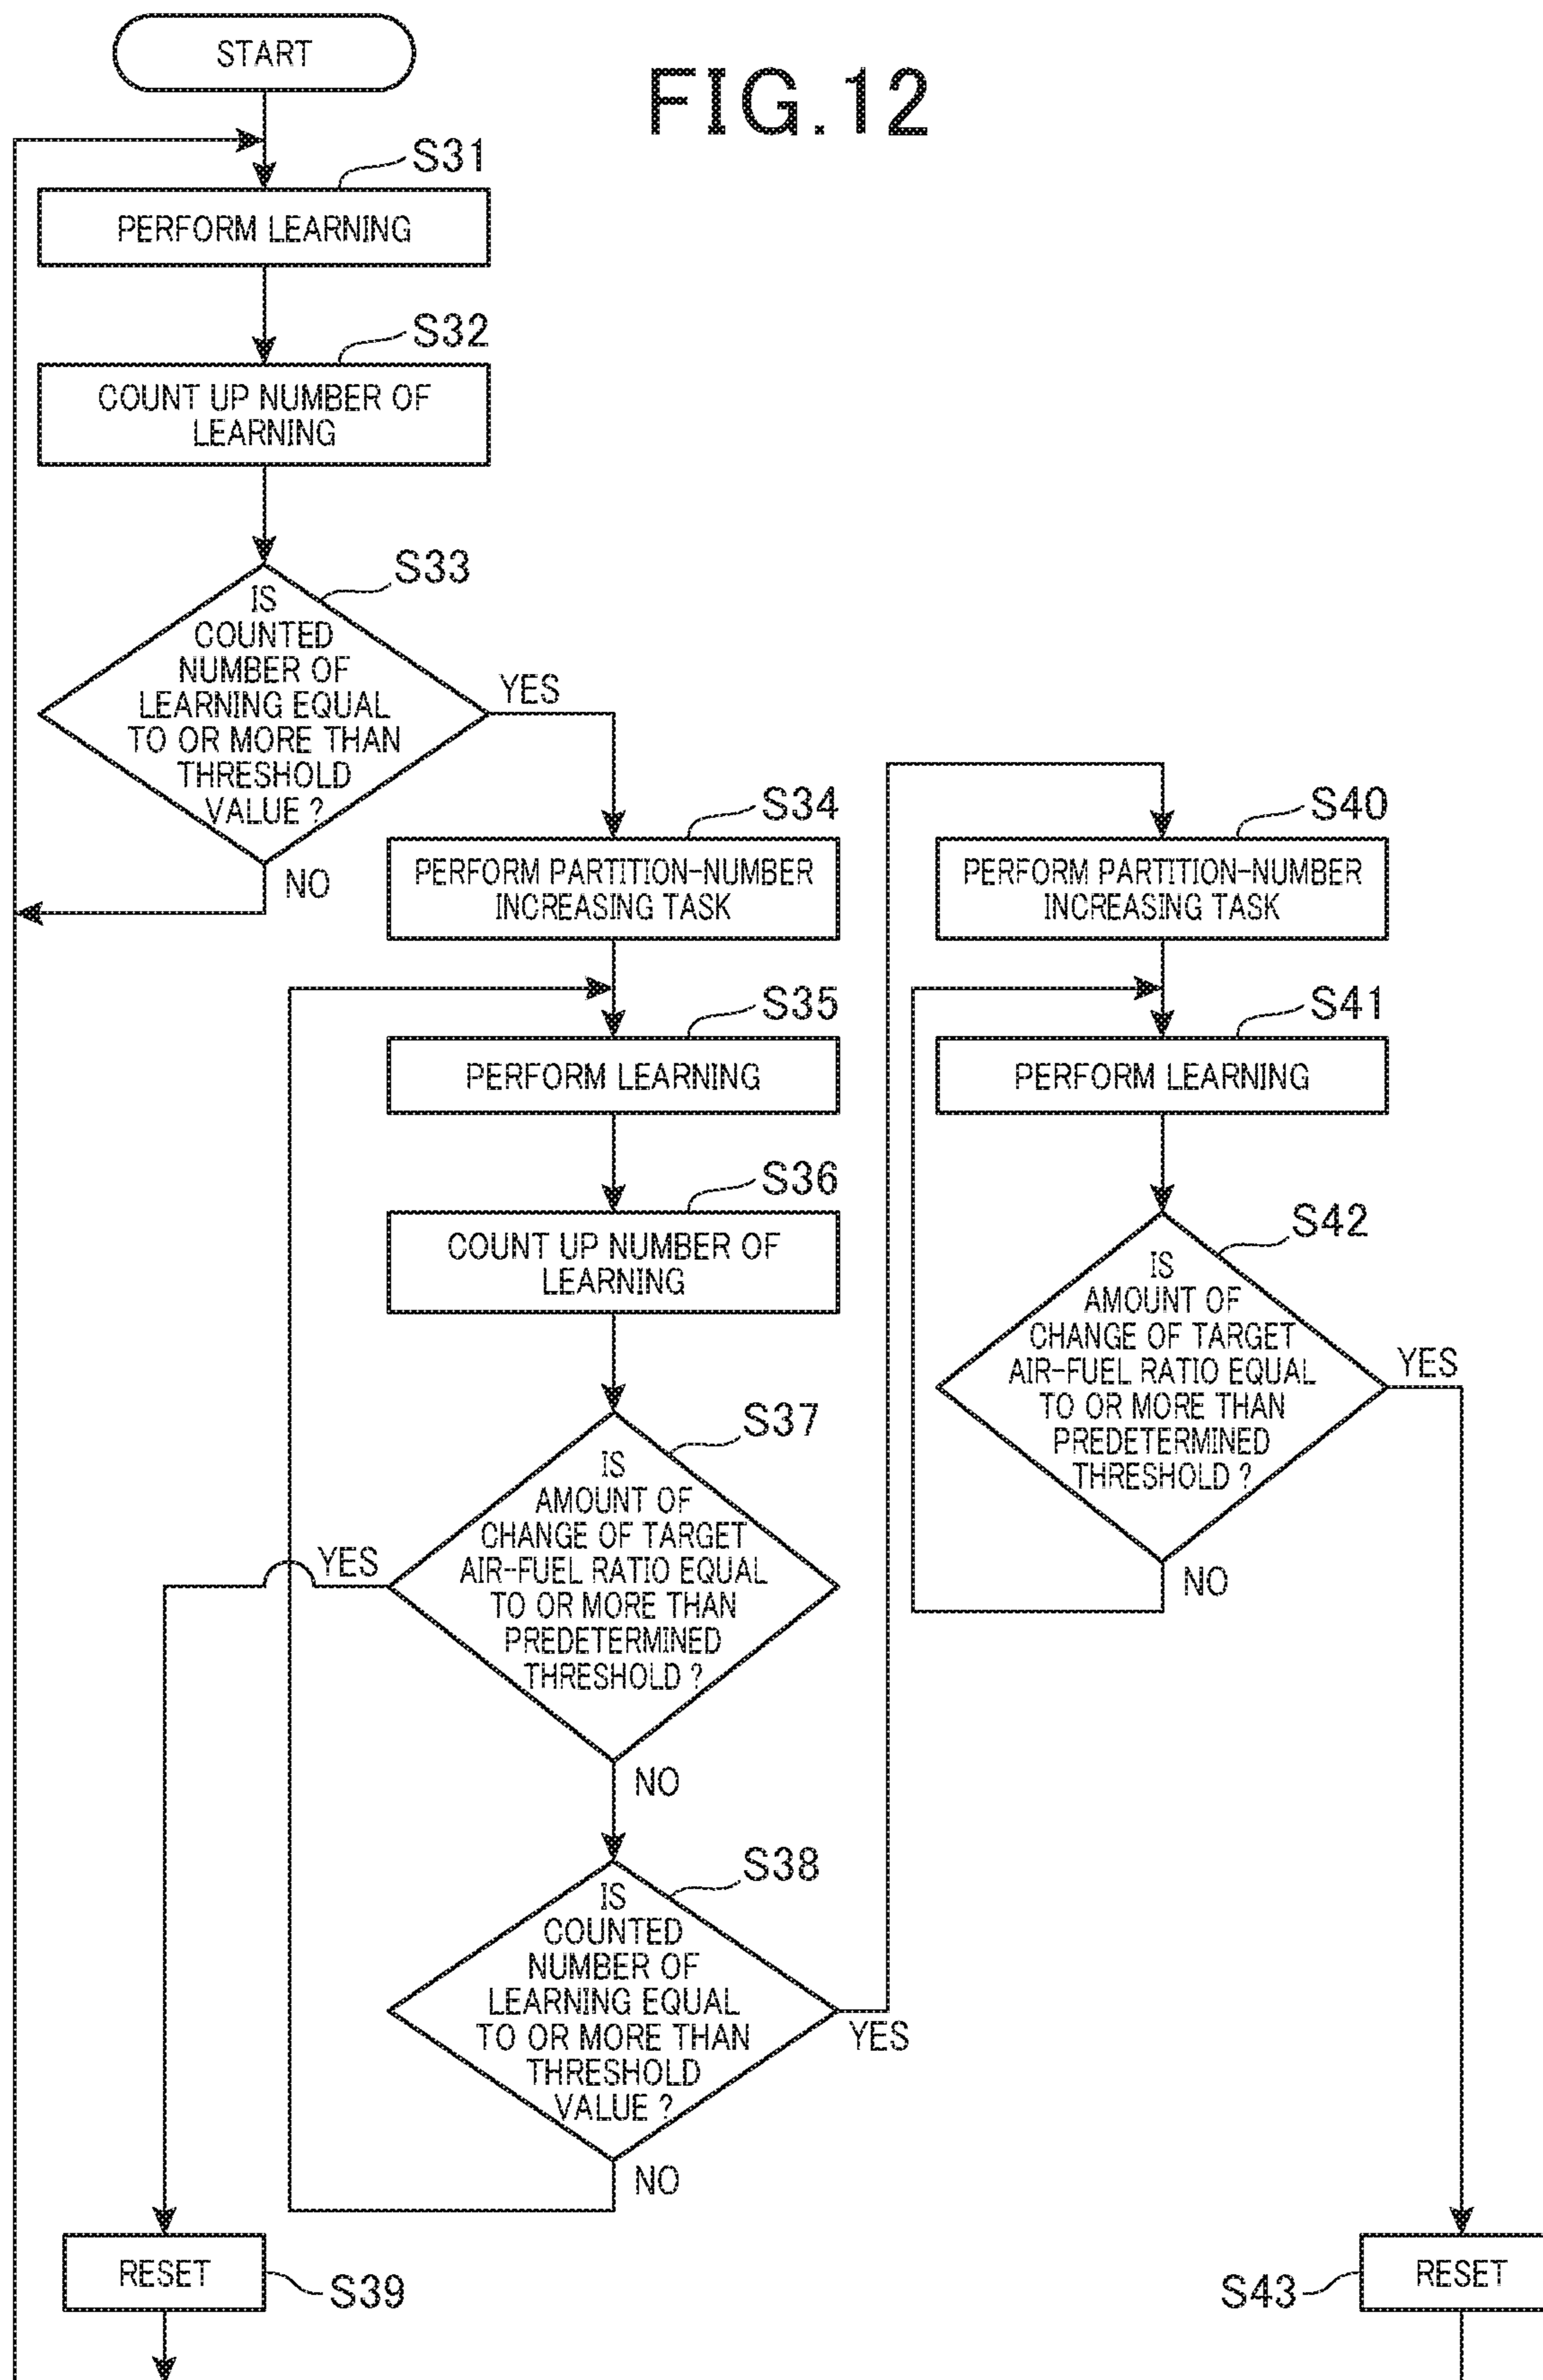 START
FIG.12
S31
PERFORM LEARNING
S32
COUNT UP NUMBER OF
LEARNING
S33
IS
COUNTED
NUMBER OF
LEARNING EQUAL
TO OR MORE THAN
THRESHOLD
VALUE ?
YES
NO
S34
PERFORM PARTITION-NUMBER
INCREASING TASK
S35
PERFORM LEARNING
S36
COUNT UP NUMBER OF
LEARNING
S37
IS
AMOUNT OF
CHANGE OF TARGET
AIR-FUEL RATIO EQUAL
TO OR MORE THAN
PREDETERMINED
THRESHOLD ?
YES
NO
S38
IS
COUNTED
NUMBER OF
LEARNING EQUAL
TO OR MORE THAN
THRESHOLD
VALUE ?
YES
NO
RESET
S39
S40
PERFORM PARTITION-NUMBER
INCREASING TASK
S41
PERFORM LEARNING
S42
IS
AMOUNT OF
CHANGE OF TARGET
AIR-FUEL RATIO EQUAL
TO OR MORE THAN
PREDETERMINED
THRESHOLD ?
YES
NO
S43
RESET